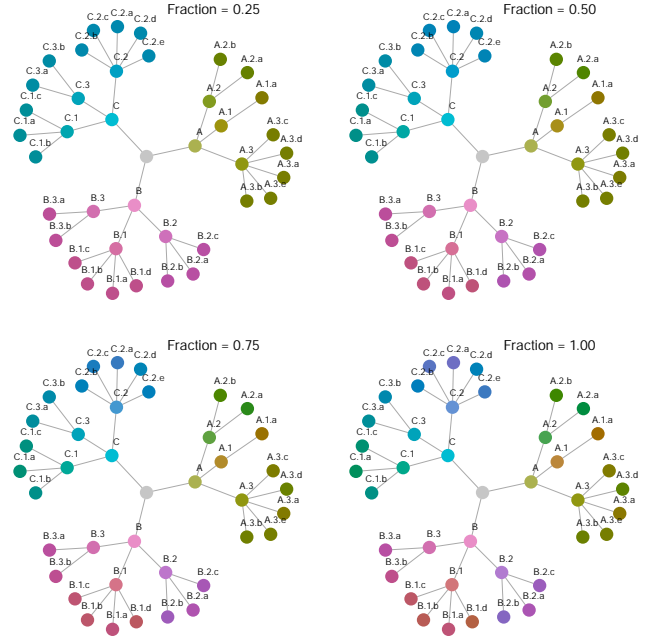 Fraction = 0.25
C.2.c
C.2.a
C.2.d
C.2.b
C.2.e
C.2
C.3.b
C.3.a
C.3
C
C.1.c
C.1.a
C.1
C.1.b
A.2.b
A.2.a
A.2
A.1.a
A.1
A
A.3.c
A.3.d
A.3
A.3.a
A.3.b
A.3.e
B
B.3.a
B.3
B.3.b
B.1
B.2
B.2.c
B.1.c
B.1.b
B.1.a
B.1.d
B.2.b
B.2.a
Fraction = 0.50
C.2.c
C.2.a
C.2.d
C.2.b
C.2.e
C.2
C.3.b
C.3.a
C.3
C
C.1.c
C.1.a
C.1
C.1.b
A.2.b
A.2.a
A.2
A.1.a
A.1
A
A.3.c
A.3.d
A.3
A.3.a
A.3.b
A.3.e
B
B.3.a
B.3
B.3.b
B.1
B.2
B.2.c
B.1.c
B.1.b
B.1.a
B.1.d
B.2.b
B.2.a
Fraction = 0.75
C.2.c
C.2.a
C.2.d
C.2.b
C.2.e
C.2
C.3.b
C.3.a
C.3
C
C.1.c
C.1.a
C.1
C.1.b
A.2.b
A.2.a
A.2
A.1.a
A.1
A
A.3.c
A.3.d
A.3
A.3.a
A.3.b
A.3.e
B
B.3.a
B.3
B.3.b
B.1
B.2
B.2.c
B.1.c
B.1.b
B.1.a
B.1.d
B.2.b
B.2.a
Fraction = 1.00
C.2.c
C.2.a
C.2.d
C.2.b
C.2.e
C.2
C.3.b
C.3.a
C.3
C
C.1.c
C.1.a
C.1
C.1.b
A.2.b
A.2.a
A.2
A.1.a
A.1
A
A.3.c
A.3.d
A.3
A.3.a
A.3.b
A.3.e
B
B.3.a
B.3
B.3.b
B.1
B.2
B.2.c
B.1.c
B.1.b
B.1.a
B.1.d
B.2.b
B.2.a